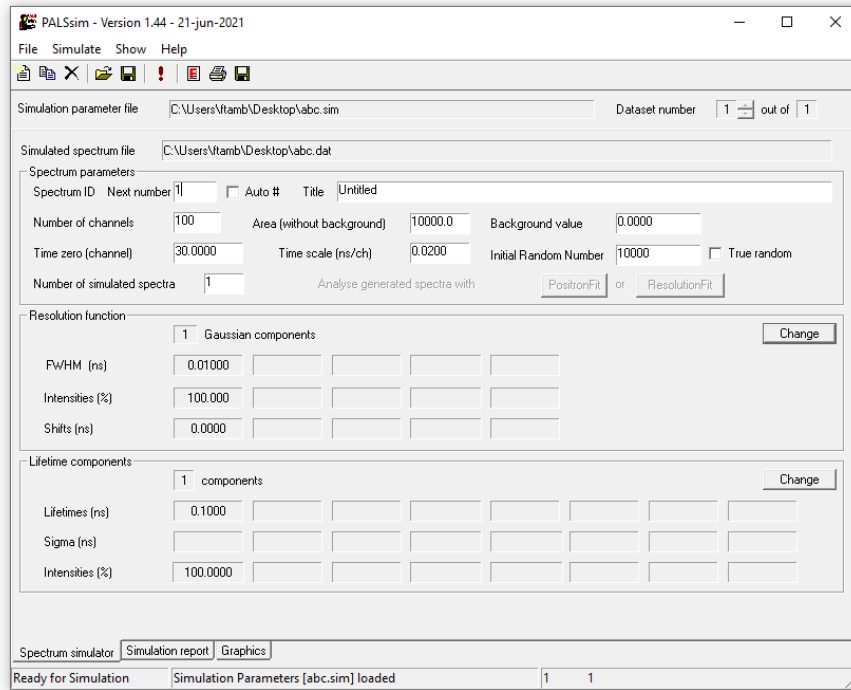 PALSsim - Version 1.44 - 21-jun-2021
File Simulate Show Help
Simulation parameter file C:\Users\ftamb\Desktop\abc.sim Dataset number 1 out of 1
Simulated spectrum file C:\Users\ftamb\Desktop\abc.dat
Spectrum parameters
Spectrum ID Next number 1 Auto # Title Untitled
Number of channels 100 Area (without background) 10000.0 Background value 0.0000
Time zero (channel) 30.0000 Time scale (ns/ch) 0.0200 Initial Random Number 10000 True random
Number of simulated spectra 1 Analyse generated spectra with PositronFit or ResolutionFit
Resolution function
1 Gaussian components Change
FWHM (ns) 0.01000
Intensities (%) 100.000
Shifts (ns) 0.0000
Lifetime components
1 components Change
Lifetimes (ns) 0.1000
Sigma (ns)
Intensities (%) 100.0000
Spectrum simulator Simulation report Graphics
Ready for Simulation Simulation Parameters [abc.sim] loaded 1 1